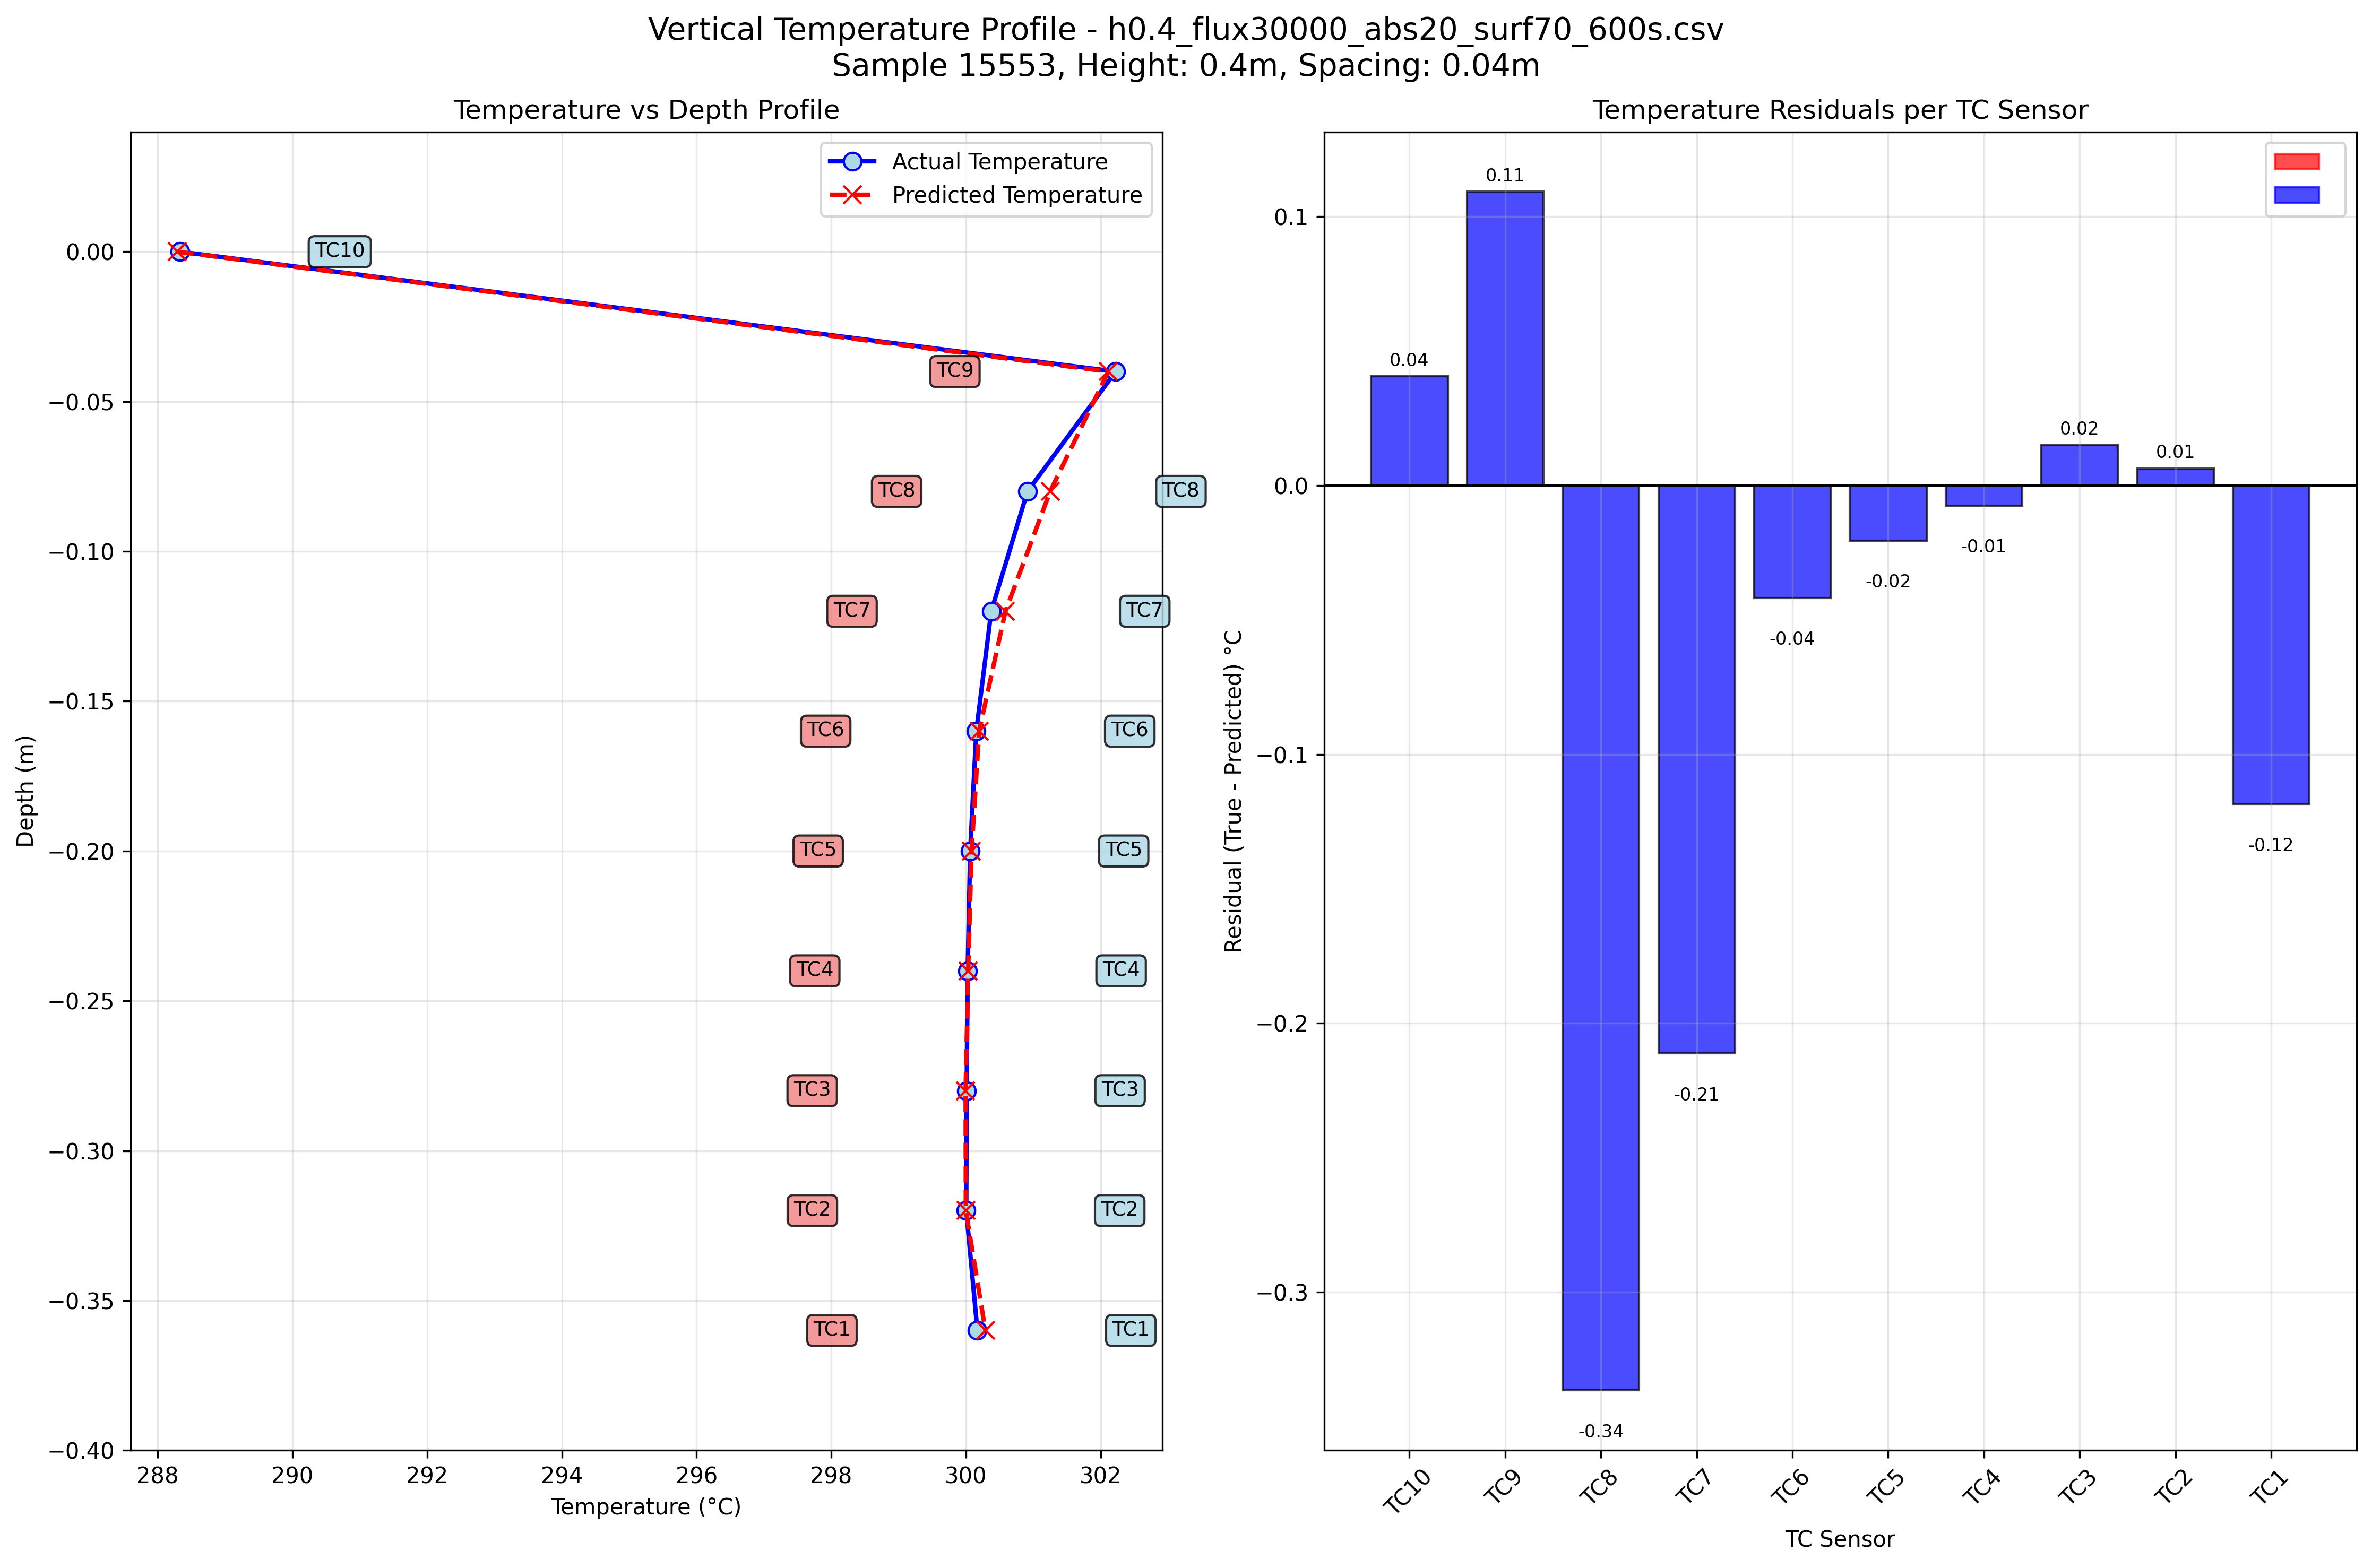 Vertical Temperature Profile - h0.4_flux30000_abs20_surf70_600s.csv
Sample 15553, Height: 0.4m, Spacing: 0.04m
Temperature vs Depth Profile
Actual Temperature
Predicted Temperature
0.00
−0.05
−0.10
−0.15
−0.20
−0.25
−0.30
−0.35
−0.40
Depth (m)
TC10
TC9
TC8 TC8
TC7 TC7
TC6 TC6
TC5 TC5
TC4 TC4
TC3 TC3
TC2 TC2
TC1 TC1
288 290 292 294 296 298 300 302
Temperature (°C)
Temperature Residuals per TC Sensor
0.1
0.0
−0.1
−0.2
−0.3
Residual (True - Predicted) °C
0.04
0.11
-0.34
-0.21
-0.04
-0.02
-0.01
0.02
0.01
-0.12
TC10 TC9 TC8 TC7 TC6 TC5 TC4 TC3 TC2 TC1
TC Sensor